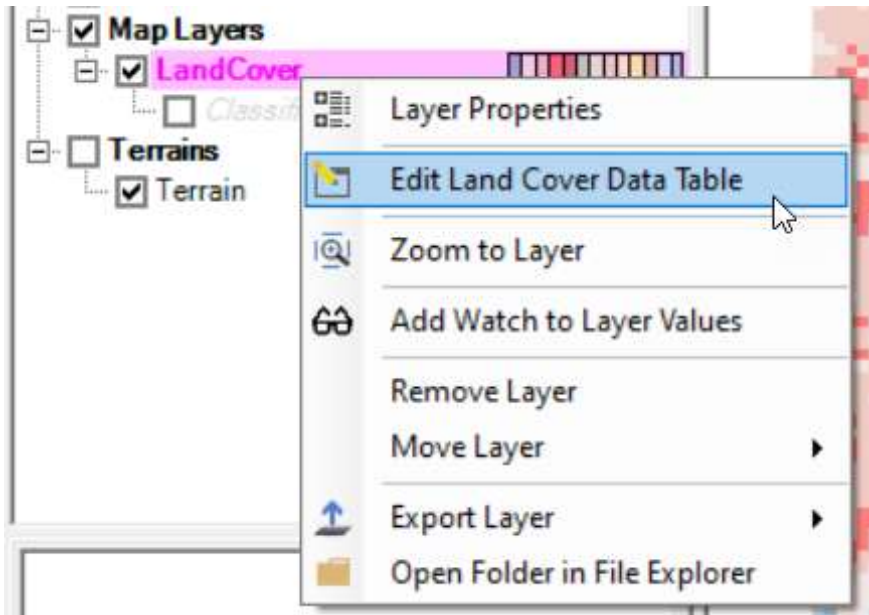 Map Layers
LandCover
Terrains
Terrain
Layer Properties
Edit Land Cover Data Table
Zoom to Layer
Add Watch to Layer Values
Remove Layer
Move Layer
Export Layer
Open Folder in File Explorer